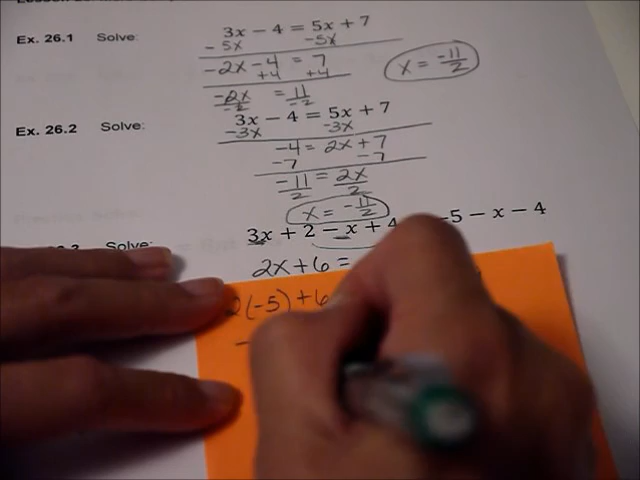 Ex. 26.1 Solve: 3x − 4 = 5x + 7
- 5x -5x
-2x - 4 = 7 x = -11/2
+4 +4
-2x/-2 = 11/-2
Ex. 26.2 Solve: 3x − 4 = 5x + 7
-3x -3x
-4 = 2x + 7
-7 -7
-11/2 = 2x/2
x = -11/2
Solve: 3x + 2 − x + 4 -5 − x − 4
2x + 6 =
2(-5) + 6